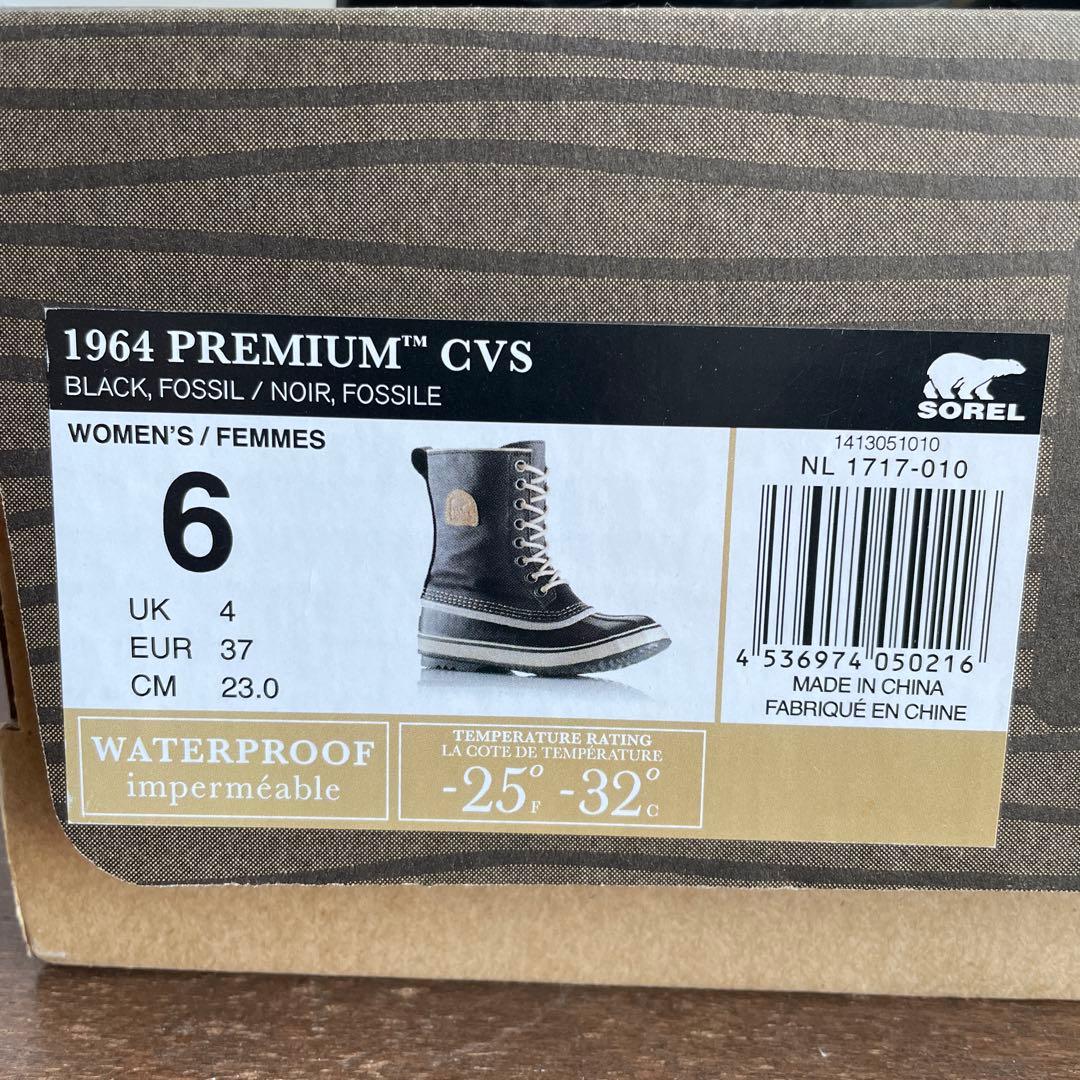 1964 PREMIUM™ CVS
BLACK, FOSSIL / NOIR, FOSSILE
SOREL
WOMEN'S / FEMMES
6
UK 4
EUR 37
CM 23.0
1413051010
NL 1717-010
4 536974 050216
MADE IN CHINA
FABRIQUÉ EN CHINE
WATERPROOF
imperméable
TEMPERATURE RATING
LA COTE DE TEMPÉRATURE
-25°F -32°C